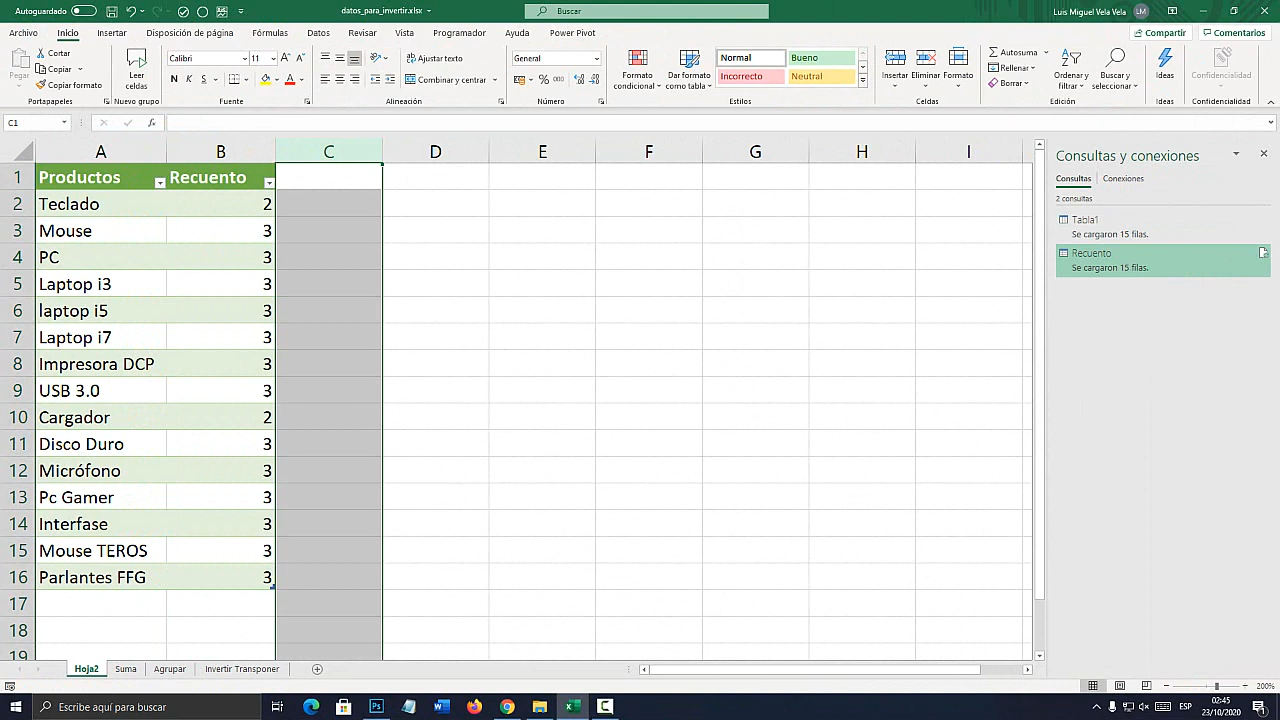 Autoguardado
datos_para_invertir.xlsx
Buscar
Luis Miguel Vela Vela
LM
Archivo Inicio Insertar Disposición de página Fórmulas Datos Revisar Vista Programador Ayuda Power Pivot
Compartir
Comentarios
Pegar
Cortar
Copiar
Copiar formato
Portapapeles
Leer celdas
Nuevo grupo
Calibri 11
N K S
Fuente
Ajustar texto
Combinar y centrar
Alineación
General
% 000
Número
Formato condicional
Dar formato como tabla
Normal Bueno
Incorrecto Neutral
Estilos
Insertar Eliminar Formato
Celdas
Autosuma
Rellenar
Borrar
Ordenar y filtrar
Buscar y seleccionar
Edición
Ideas
Ideas
Confidencialidad
Confidencialidad
C1
fx
A B C D E F G H I
1 Productos Recuento
2 Teclado 2
3 Mouse 3
4 PC 3
5 Laptop i3 3
6 laptop i5 3
7 Laptop i7 3
8 Impresora DCP 3
9 USB 3.0 3
10 Cargador 2
11 Disco Duro 3
12 Micrófono 3
13 Pc Gamer 3
14 Interfase 3
15 Mouse TEROS 3
16 Parlantes FFG 3
17
18
19
Consultas y conexiones
Consultas Conexiones
2 consultas
Tabla1
Se cargaron 15 filas.
Recuento
Se cargaron 15 filas.
Hoja2 Suma Agrupar Invertir Transponer
200%
Escribe aquí para buscar
ESP
02:45
23/10/2020